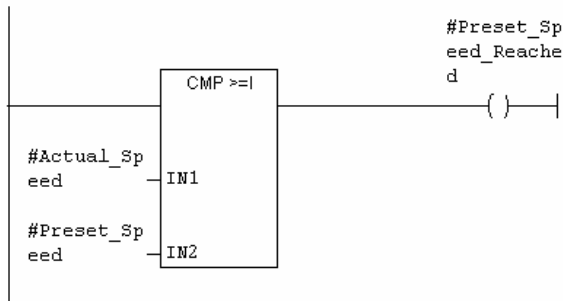 #Preset_Sp
eed_Reache
d
CMP >=I
#Actual_Sp
eed
IN1
#Preset_Sp
eed
IN2